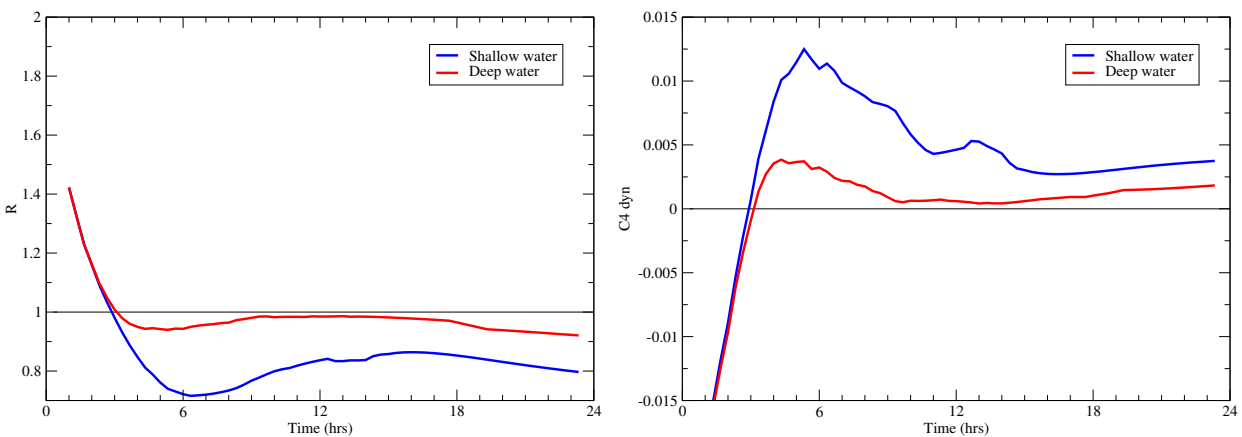 2
1.8
1.6
1.4
1.2
1
0.8
R
0 6 12 18 24
Time (hrs)
Shallow water
Deep water
0.015
0.01
0.005
0
-0.005
-0.01
-0.015
C4 dyn
0 6 12 18 24
Time (hrs)
Shallow water
Deep water